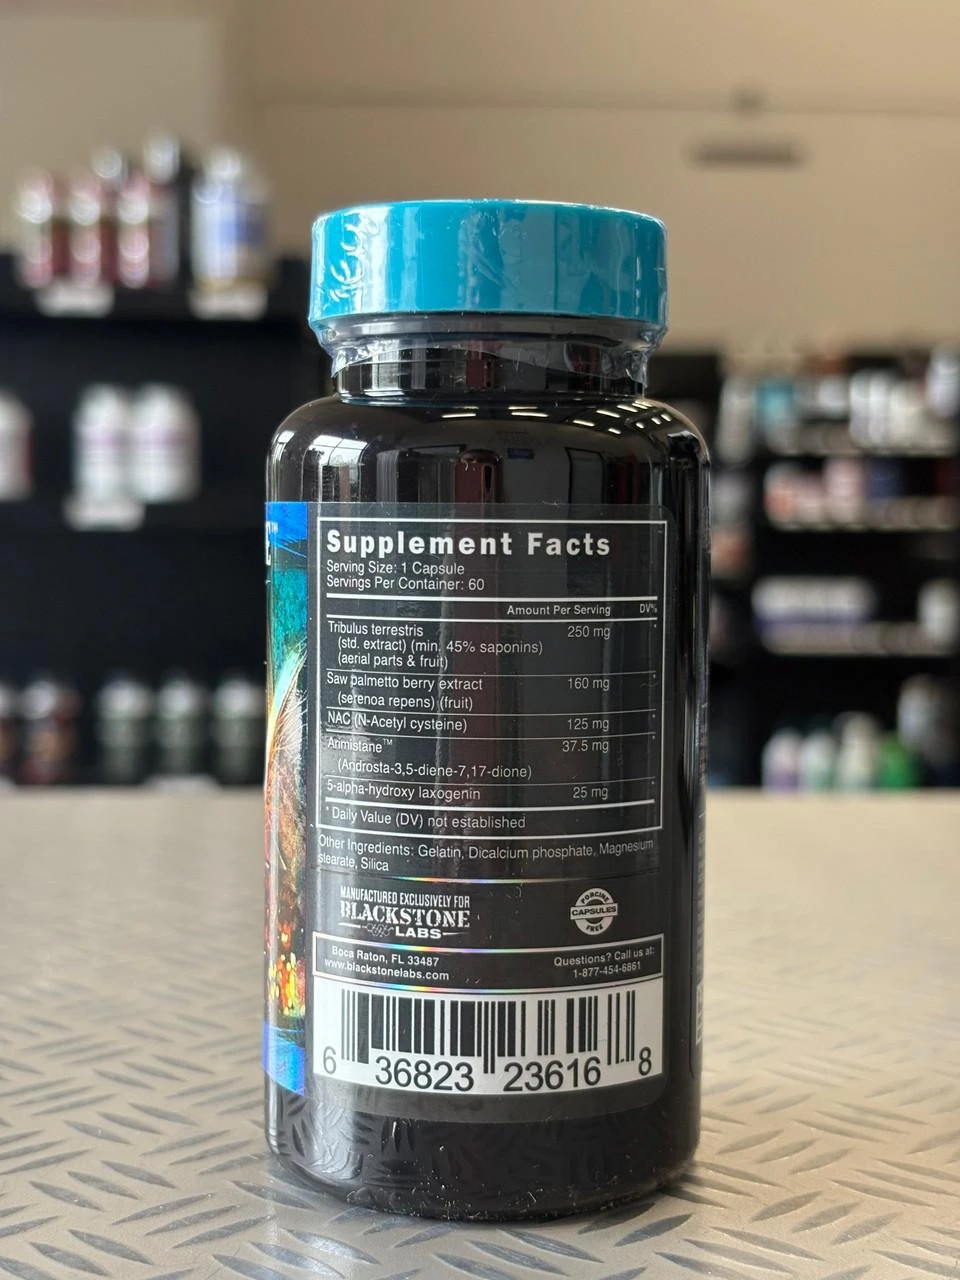 Supplement Facts
Serving Size: 1 Capsule
Servings Per Container: 60
Amount Per Serving DV%
Tribulus terrestris 250 mg *
(std. extract) (min. 45% saponins)
(aerial parts & fruit)
Saw palmetto berry extract 160 mg *
(serenoa repens) (fruit)
NAC (N-Acetyl cysteine) 125 mg *
Arimistane™ 37.5 mg *
(Androsta-3,5-diene-7,17-dione)
5-alpha-hydroxy laxogenin 25 mg *
* Daily Value (DV) not established
Other Ingredients: Gelatin, Dicalcium phosphate, Magnesium
stearate, Silica
MANUFACTURED EXCLUSIVELY FOR
BLACKSTONE
LABS
PORCINE
CAPSULES
FREE
Boca Raton, FL 33487
www.blackstonelabs.com
Questions? Call us at:
1-877-454-6861
6 36823 23616 8